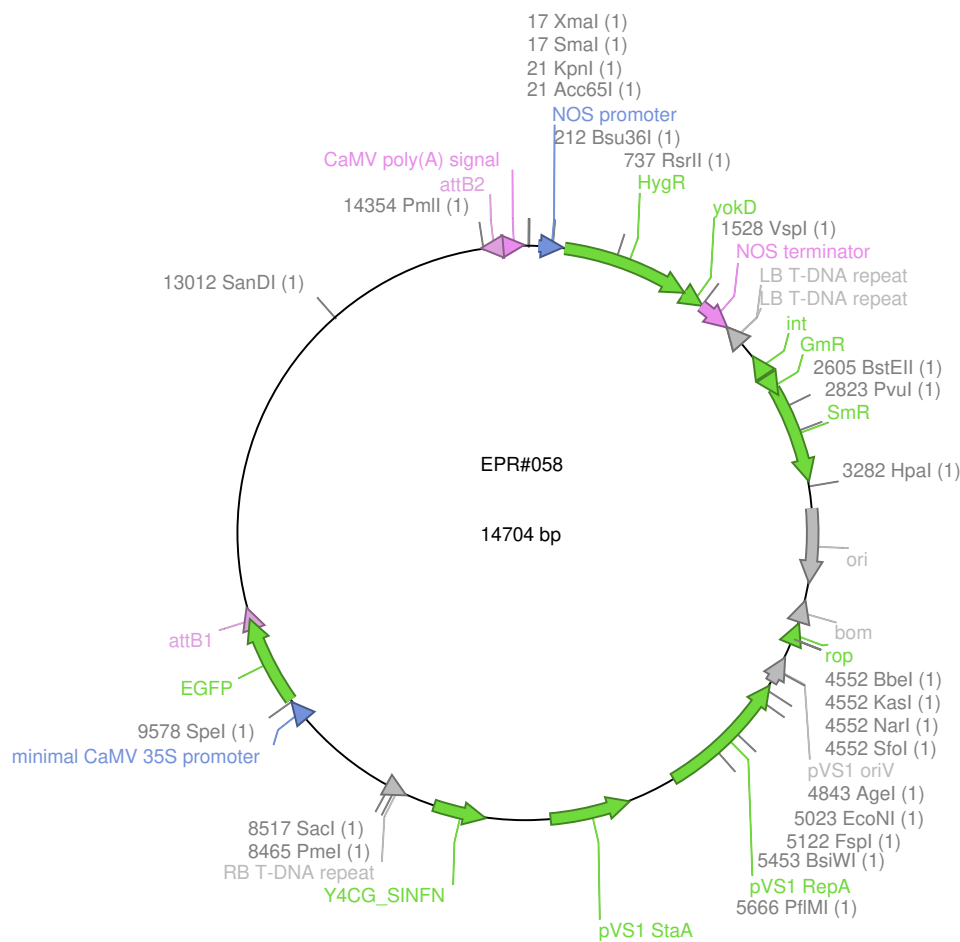 17 XmaI (1)
17 SmaI (1)
21 KpnI (1)
21 Acc65I (1)
NOS promoter
212 Bsu36I (1)
737 RsrII (1)
HygR
yokD
1528 VspI (1)
NOS terminator
LB T-DNA repeat
LB T-DNA repeat
int
GmR
2605 BstEII (1)
2823 PvuI (1)
SmR
3282 HpaI (1)
ori
bom
rop
4552 BbeI (1)
4552 KasI (1)
4552 NarI (1)
4552 SfoI (1)
pVS1 oriV
4843 AgeI (1)
5023 EcoNI (1)
5122 FspI (1)
5453 BsiWI (1)
pVS1 RepA
5666 PflMI (1)
pVS1 StaA
Y4CG_SINFN
RB T-DNA repeat
8465 PmeI (1)
8517 SacI (1)
minimal CaMV 35S promoter
9578 SpeI (1)
EGFP
attB1
13012 SanDI (1)
14354 PmlI (1)
attB2
CaMV poly(A) signal
EPR#058
14704 bp